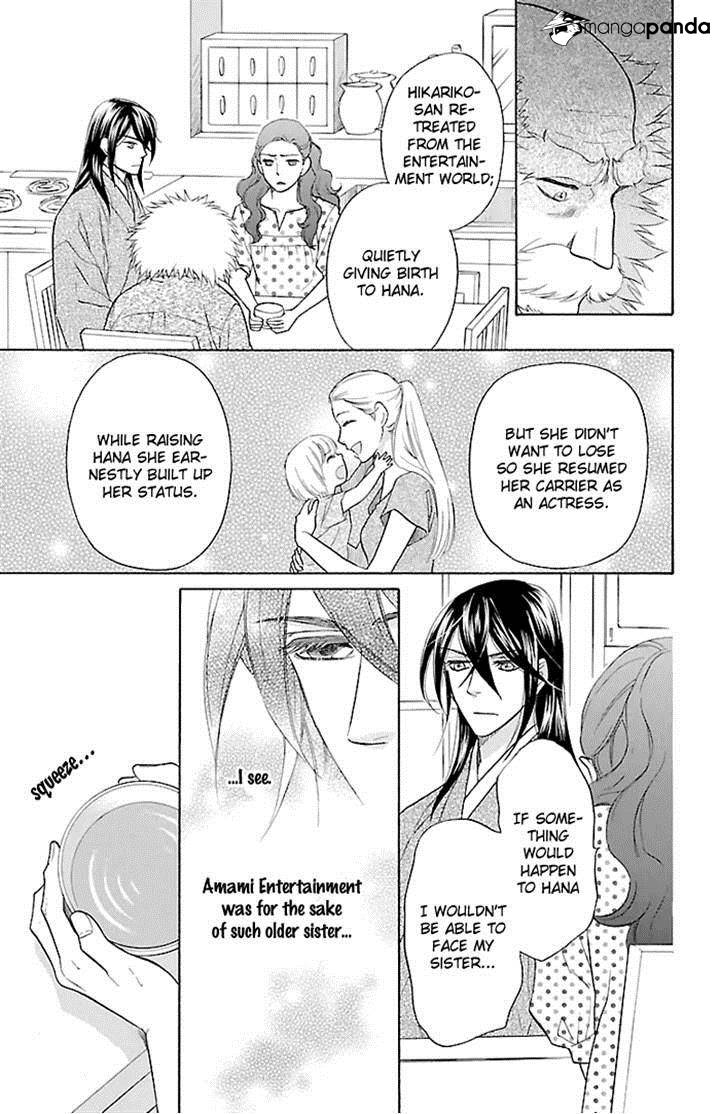 mangapanda
HIKARIKO-
SAN RE-
TREATED
FROM THE
ENTERTAIN-
MENT WORLD;
QUIETLY
GIVING BIRTH
TO HANA.
BUT SHE DIDN'T
WANT TO LOSE
SO SHE RESUMED
HER CARRIER AS
AN ACTRESS.
WHILE RAISING
HANA SHE EAR-
NESTLY BUILT UP
HER STATUS.
IF SOME-
THING
WOULD
HAPPEN
TO HANA
I WOULDN'T
BE ABLE TO
FACE MY
SISTER...
...I see.
Amami Entertainment
was for the sake
of such older sister...
squeeze...